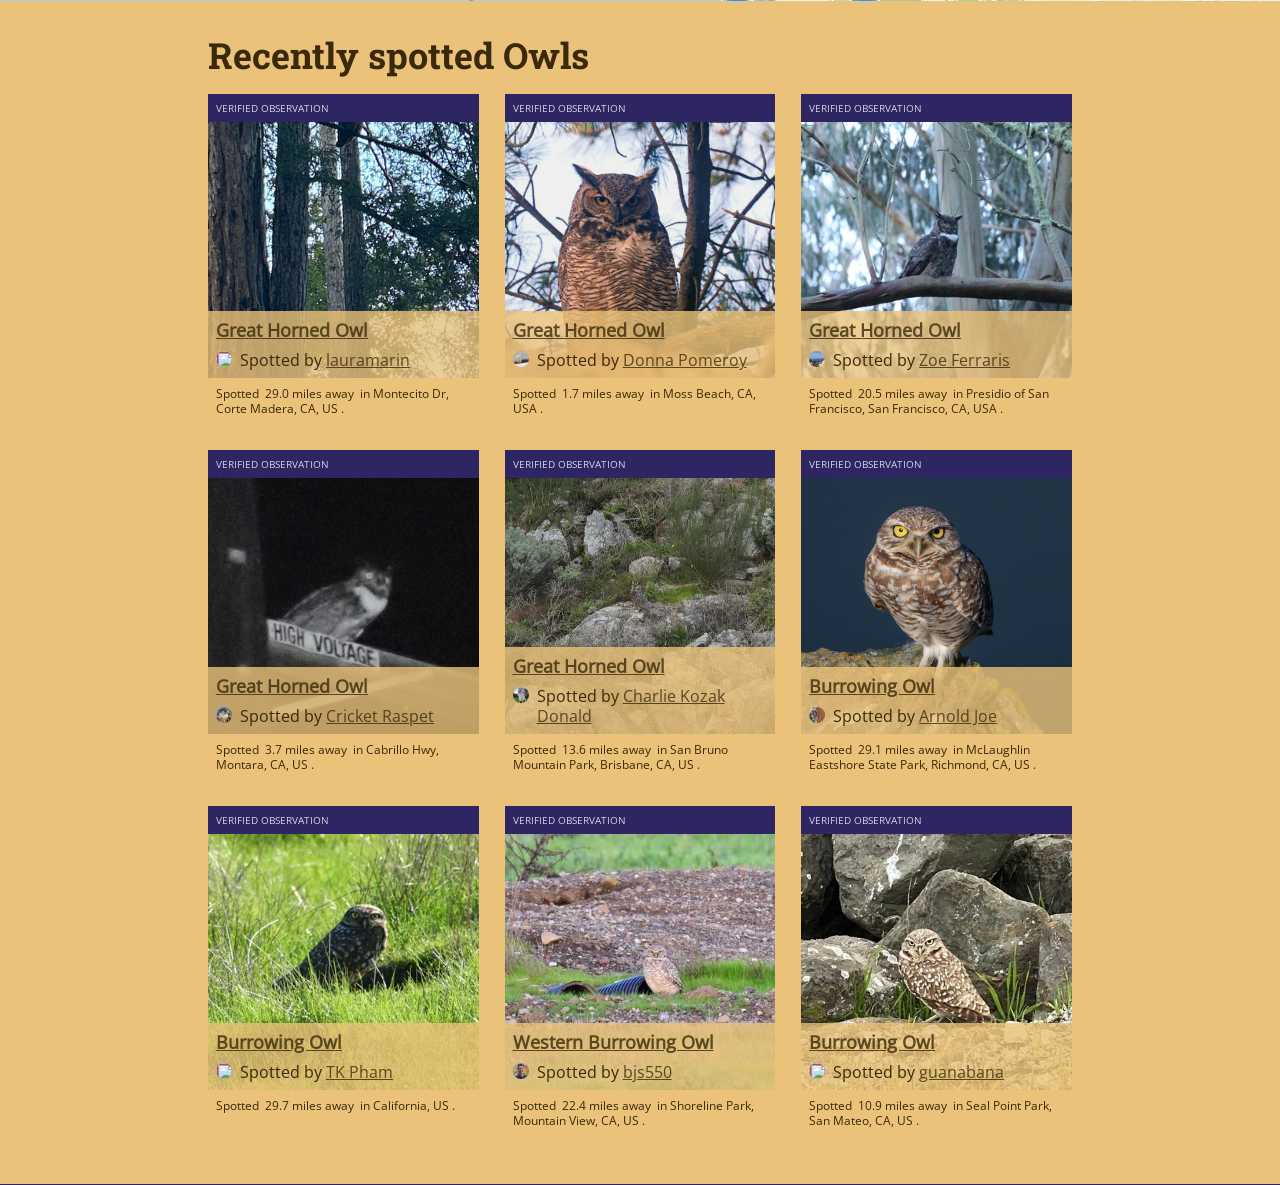 Recently spotted Owls
VERIFIED OBSERVATION
Great Horned Owl
Spotted by lauramarin
Spotted 29.0 miles away in Montecito Dr,
Corte Madera, CA, US .
VERIFIED OBSERVATION
Great Horned Owl
Spotted by Donna Pomeroy
Spotted 1.7 miles away in Moss Beach, CA,
USA .
VERIFIED OBSERVATION
Great Horned Owl
Spotted by Zoe Ferraris
Spotted 20.5 miles away in Presidio of San
Francisco, San Francisco, CA, USA .
VERIFIED OBSERVATION
HIGH VOLTAGE
Great Horned Owl
Spotted by Cricket Raspet
Spotted 3.7 miles away in Cabrillo Hwy,
Montara, CA, US .
VERIFIED OBSERVATION
Great Horned Owl
Spotted by Charlie Kozak
Donald
Spotted 13.6 miles away in San Bruno
Mountain Park, Brisbane, CA, US .
VERIFIED OBSERVATION
Burrowing Owl
Spotted by Arnold Joe
Spotted 29.1 miles away in McLaughlin
Eastshore State Park, Richmond, CA, US .
VERIFIED OBSERVATION
Burrowing Owl
Spotted by TK Pham
Spotted 29.7 miles away in California, US .
VERIFIED OBSERVATION
Western Burrowing Owl
Spotted by bjs550
Spotted 22.4 miles away in Shoreline Park,
Mountain View, CA, US .
VERIFIED OBSERVATION
Burrowing Owl
Spotted by guanabana
Spotted 10.9 miles away in Seal Point Park,
San Mateo, CA, US .